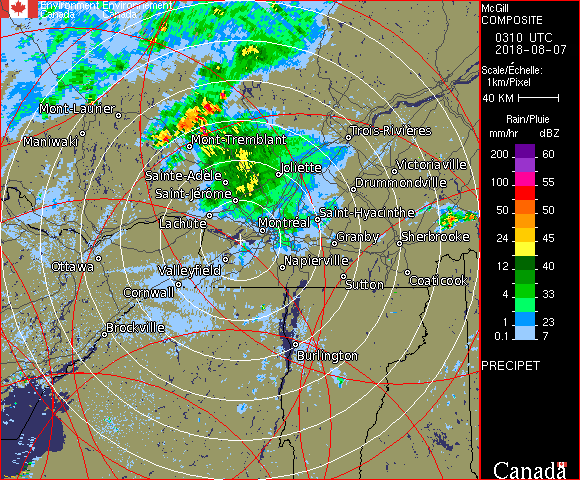 Environment Environnement
Canada Canada
McGill
COMPOSITE
0310 UTC
2018-08-07
Scale/Échelle:
1km/Pixel
40 KM
Rain/Pluie
mm/hr dBZ
200 60
100 55
50 50
24 45
12 40
4 33
1 23
0.1 7
PRECIPET
Canada
Mont-Laurier
Maniwaki
Mont-Tremblant
Trois-Rivières
Sainte-Adèle
Joliette
Victoriaville
Saint-Jérôme
Drummondville
Lachute
Montréal
Saint-Hyacinthe
Granby
Sherbrooke
Ottawa
Valleyfield
Napierville
Cornwall
Sutton
Coaticook
Brockville
Burlington